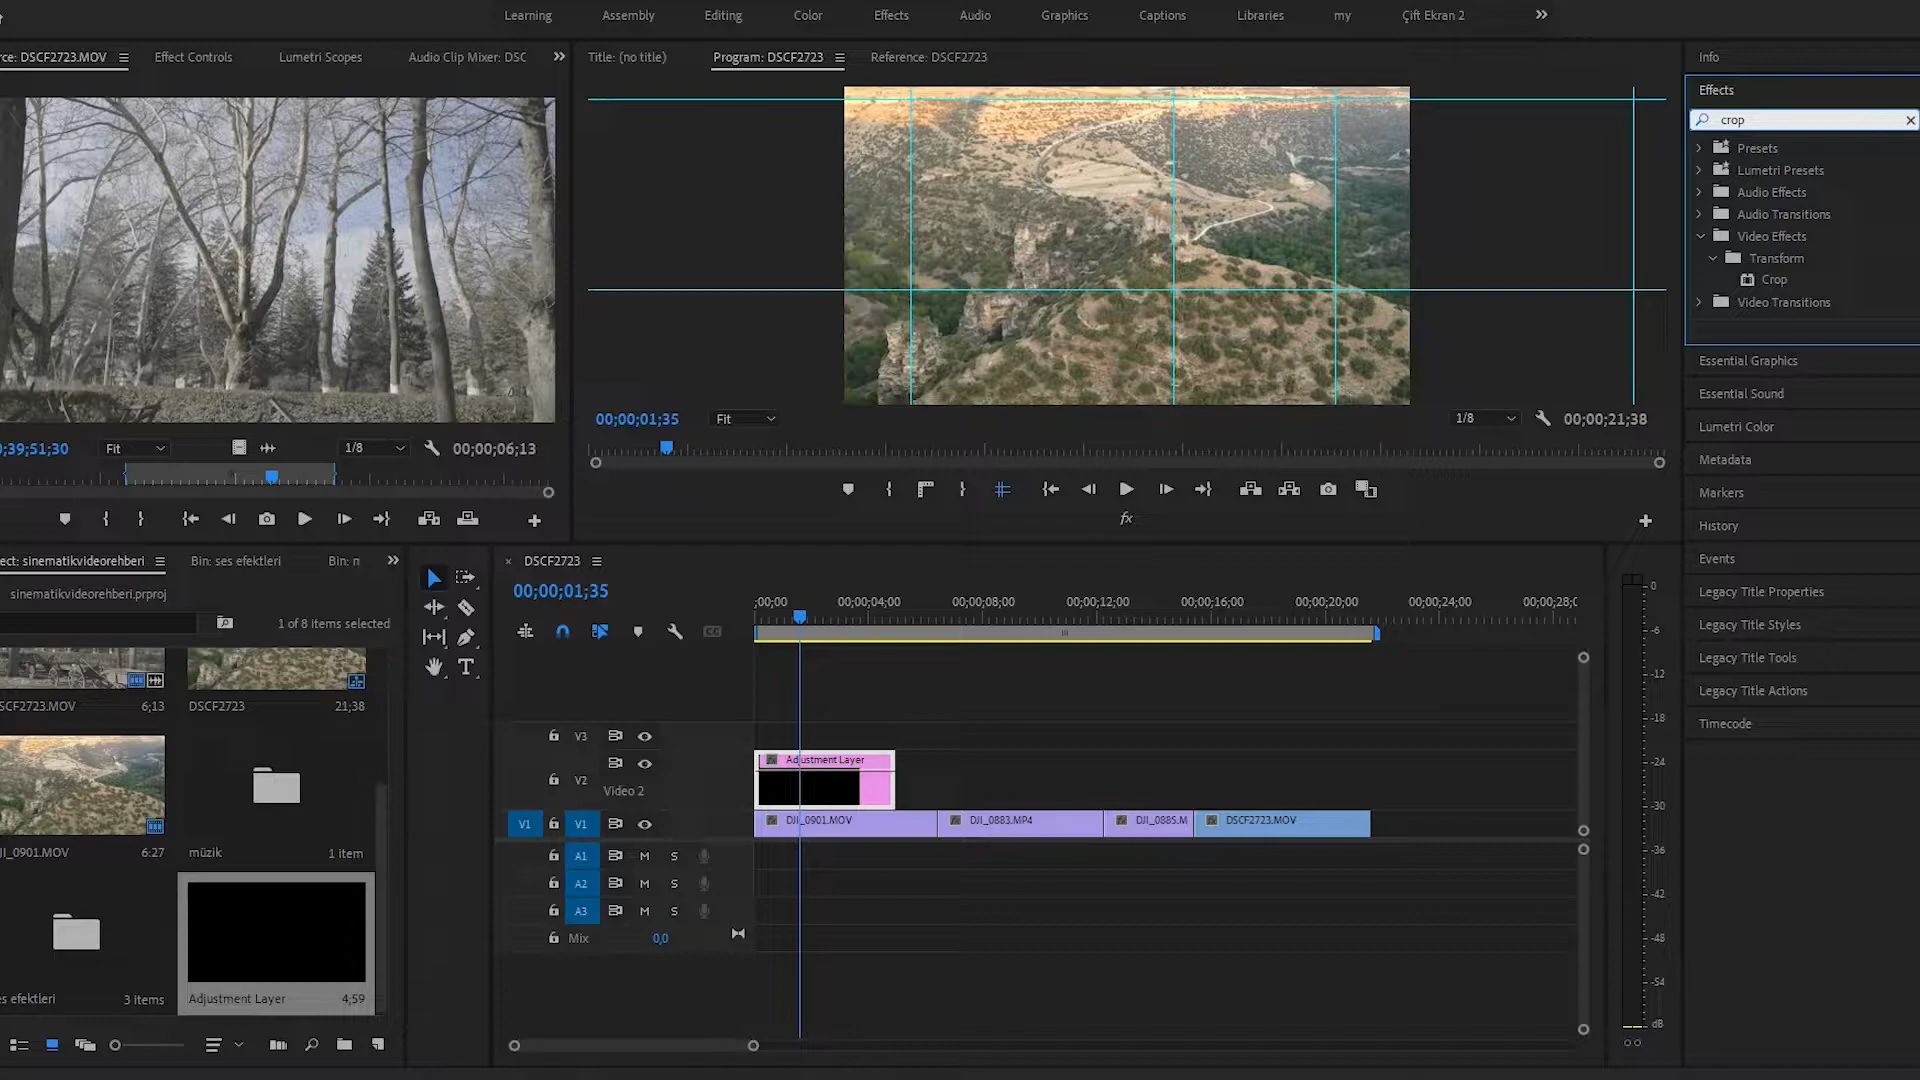 Learning Assembly Editing Color Effects Audio Graphics Captions Libraries my Çift Ekran 2
rce: DSCF2723.MOV Effect Controls Lumetri Scopes Audio Clip Mixer: DSC
Title: (no title) Program: DSCF2723 Reference: DSCF2723
Info
Effects
crop
Presets
Lumetri Presets
Audio Effects
Audio Transitions
Video Effects
Transform
Crop
Video Transitions
Essential Graphics
Essential Sound
Lumetri Color
Metadata
Markers
History
Events
Legacy Title Properties
Legacy Title Styles
Legacy Title Tools
Legacy Title Actions
Timecode
;39;51;30 Fit 1/8 00;00;06;13
00;00;01;35 Fit 1/8 00;00;21;38
fx
ect: sinematikvideorehberi Bin: ses efektleri Bin: m
sinematikvideorehberi.prproj
1 of 8 items selected
SCF2723.MOV 6;13 DSCF2723 21;38
JI_0901.MOV 6:27 müzik 1 item
es efektleri 3 items Adjustment Layer 4;59
DSCF2723
00;00;01;35
;00;00 00;00;04;00 00;00;08;00 00;00;12;00 00;00;16;00 00;00;20;00 00;00;24;00 00;00;28;0
V3
V2 Video 2 Adjustment Layer
V1 V1 DJI_0901.MOV DJI_0883.MP4 DJI_0885.M DSCF2723.MOV
A1 M S
A2 M S
A3 M S
Mix 0,0
0
-6
-12
-18
-24
-30
-36
-42
-48
-54
dB